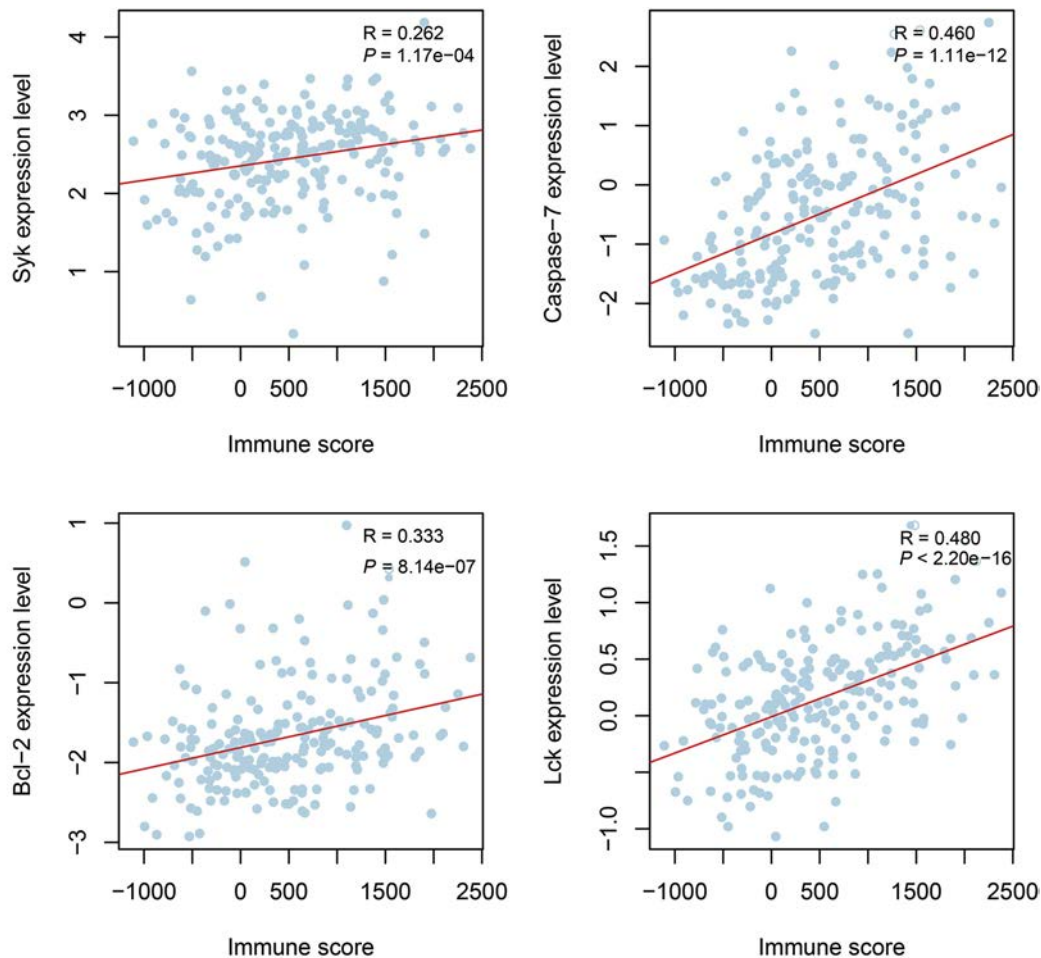 R = 0.262
P = 1.17e−04
4
3
2
1
Syk expression level
−1000 0 500 1500 2500
Immune score
R = 0.460
P = 1.11e−12
2
1
0
−1
−2
Caspase−7 expression level
−1000 0 500 1500 2500
Immune score
R = 0.333
P = 8.14e−07
1
0
−1
−2
−3
Bcl−2 expression level
−1000 0 500 1500 2500
Immune score
R = 0.480
P < 2.20e−16
1.5
1.0
0.5
0.0
−1.0
Lck expression level
−1000 0 500 1500 2500
Immune score